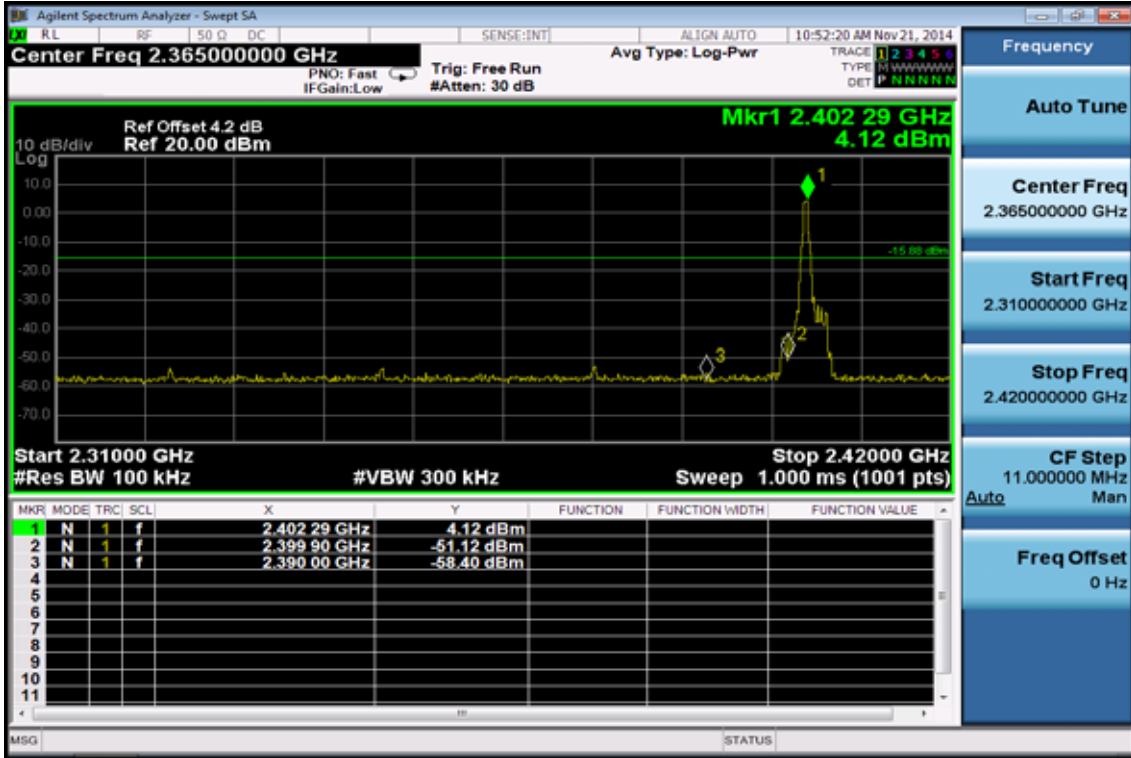 Agilent Spectrum Analyzer - Swept SA
RL RF 50 Ω DC SENSE:INT ALIGN AUTO 10:52:20 AM Nov 21, 2014
Center Freq 2.365000000 GHz
PNO: Fast
IFGain:Low
Trig: Free Run
#Atten: 30 dB
Avg Type: Log-Pwr
TRACE 1 2 3 4 5 6
TYPE M WWWWW
DET P N N N N N
Frequency
Auto Tune
Center Freq
2.365000000 GHz
Start Freq
2.310000000 GHz
Stop Freq
2.420000000 GHz
CF Step
11.000000 MHz
Auto Man
Freq Offset
0 Hz
Mkr1 2.402 29 GHz
4.12 dBm
Ref Offset 4.2 dB
10 dB/div Ref 20.00 dBm
Log
10.0
0.00
-10.0
-20.0
-30.0
-40.0
-50.0
-60.0
-70.0
1
-15.88 dBm
2
3
Start 2.31000 GHz Stop 2.42000 GHz
#Res BW 100 kHz #VBW 300 kHz Sweep 1.000 ms (1001 pts)
MKR MODE TRC SCL X Y FUNCTION FUNCTION WIDTH FUNCTION VALUE
1 N 1 f 2.402 29 GHz 4.12 dBm
2 N 1 f 2.399 90 GHz -51.12 dBm
3 N 1 f 2.390 00 GHz -58.40 dBm
4
5
6
7
8
9
10
11
MSG STATUS